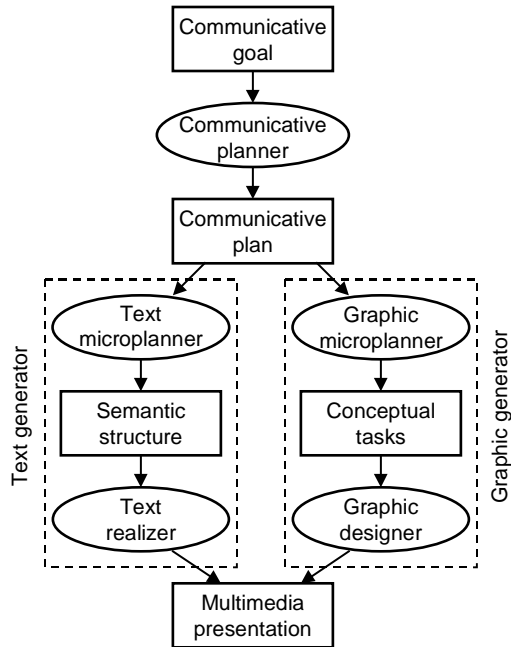 Communicative
goal
Communicative
planner
Communicative
plan
Text generator
Text
microplanner
Semantic
structure
Text
realizer
Graphic
microplanner
Conceptual
tasks
Graphic
designer
Graphic generator
Multimedia
presentation